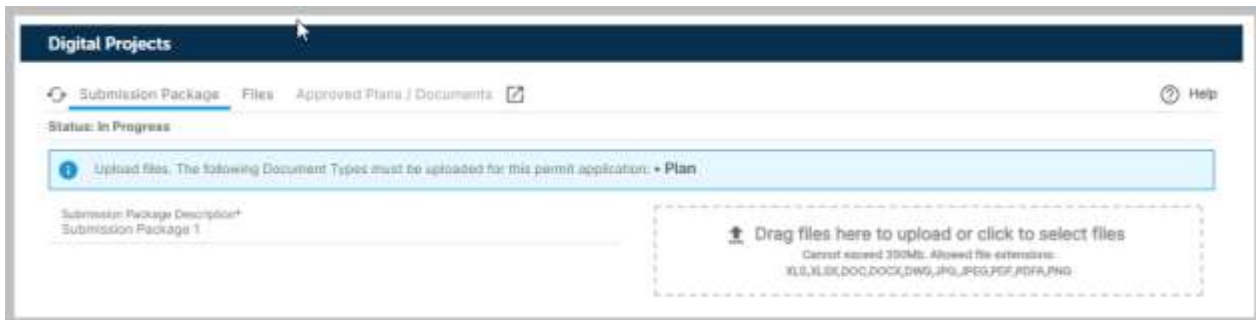 Digital Projects
Submission Package Files Approved Plans / Documents
Help
Status: In Progress
Upload files. The following Document Types must be uploaded for this permit application: • Plan
Submission Package Description*
Submission Package 1
Drag files here to upload or click to select files
Cannot exceed 350Mb. Allowed file extensions:
XLS,XLSX,DOC,DOCX,DWG,JPG,JPEG,PDF,PDFA,PNG